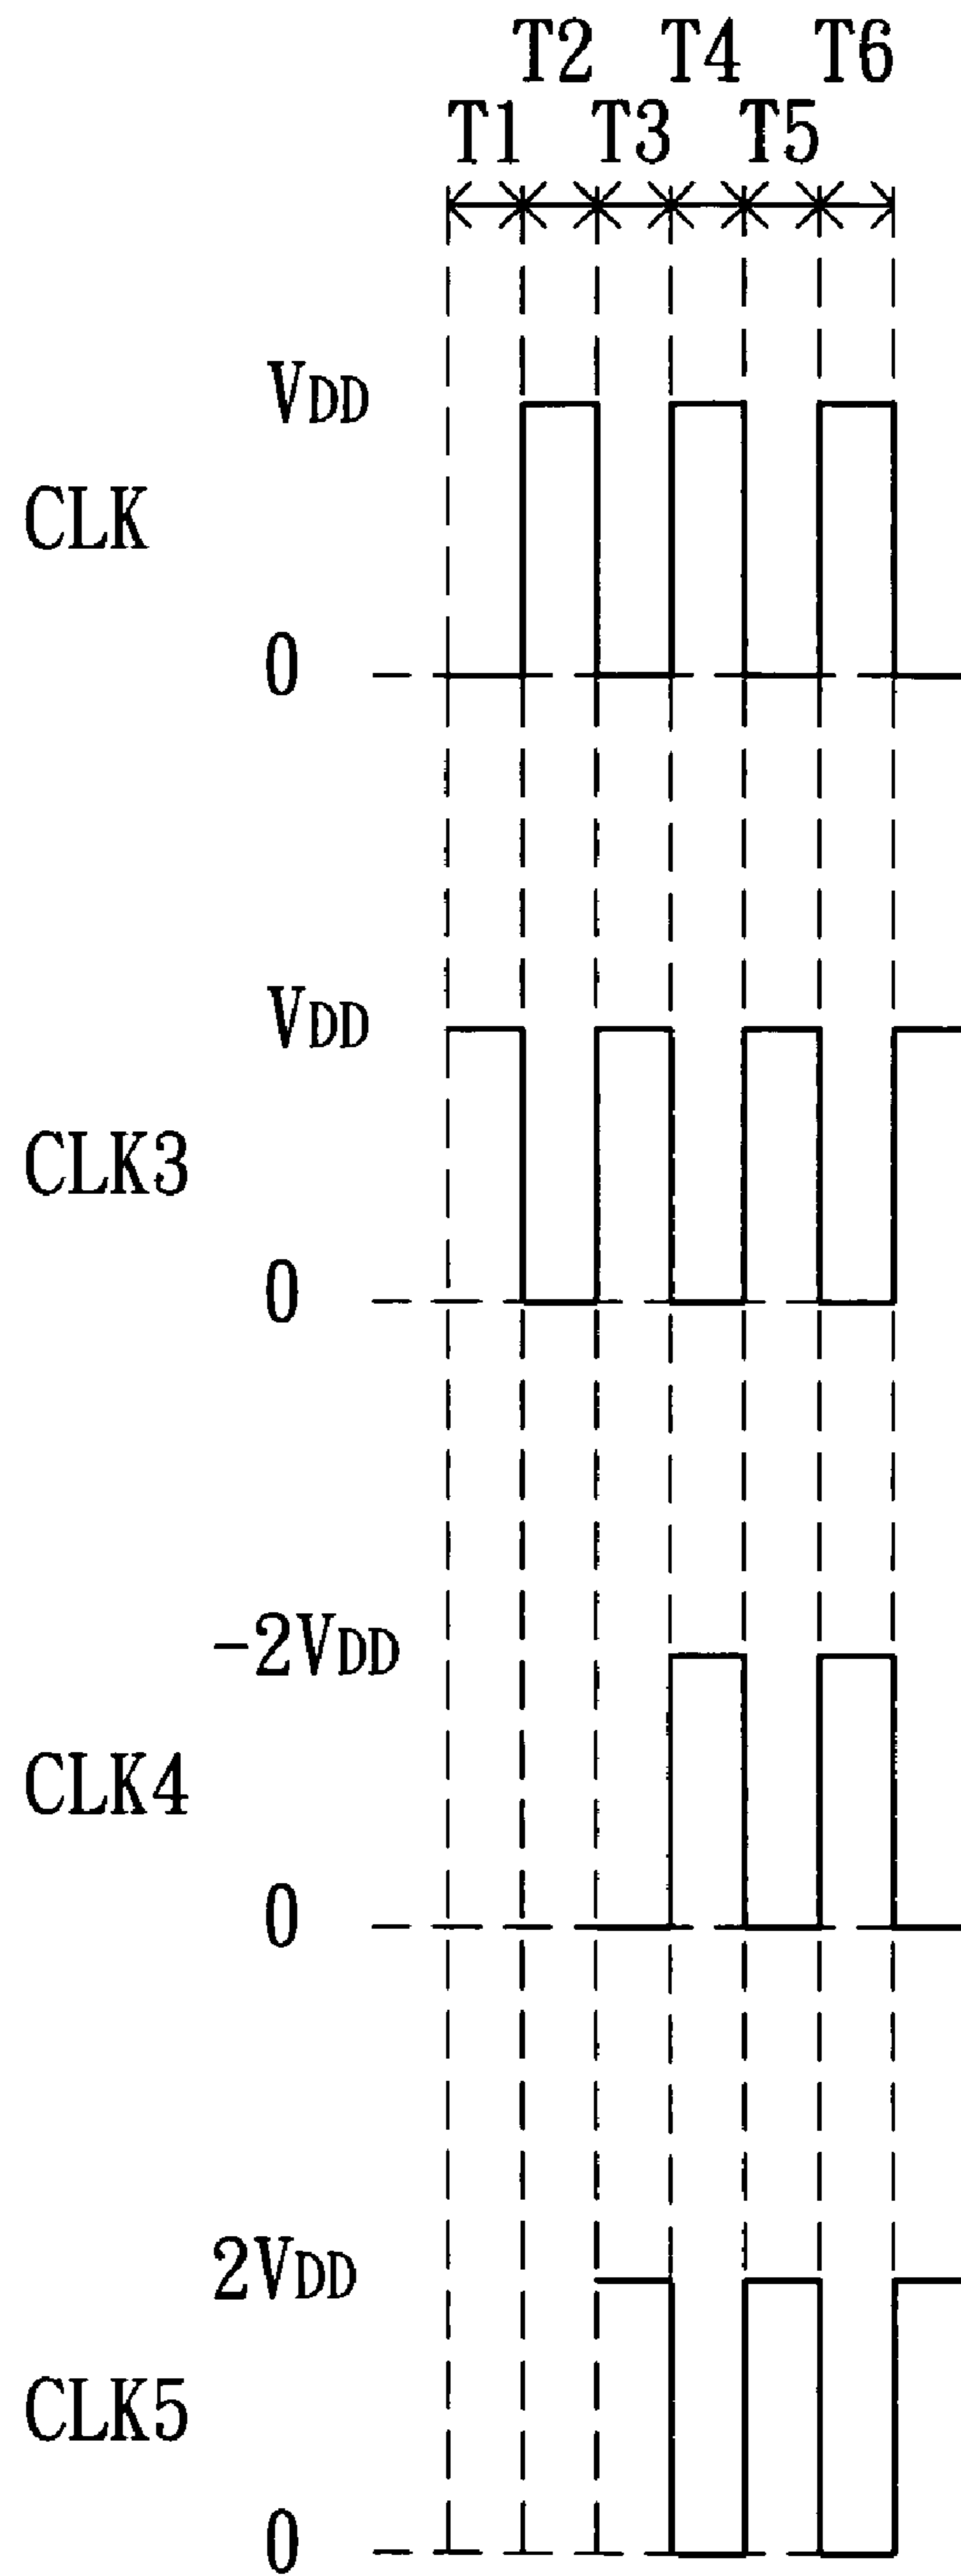 T2 T4 T6
T1 T3 T5
VDD
CLK
0
VDD
CLK3
0
-2VDD
CLK4
0
2VDD
CLK5
0